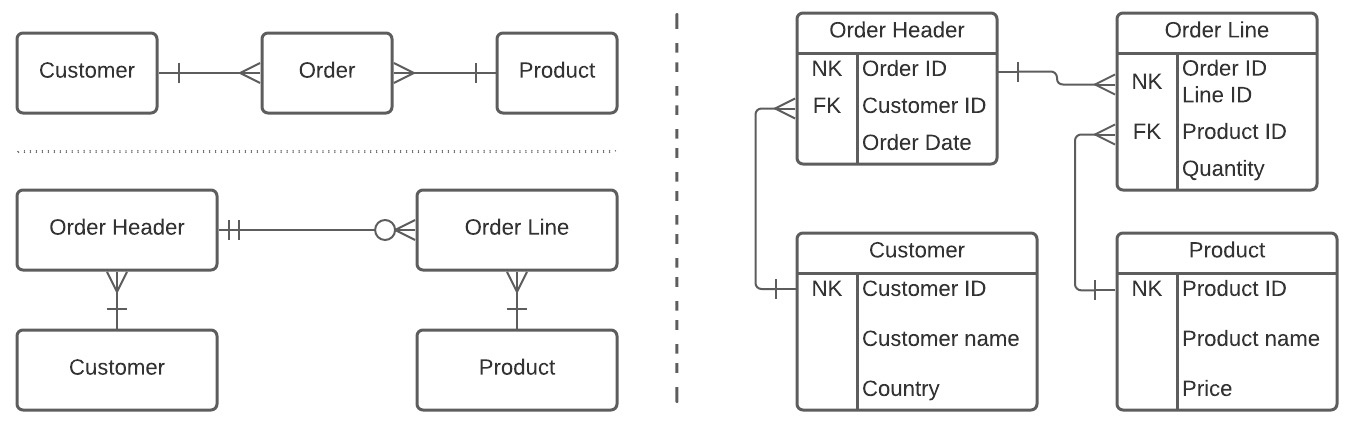 Customer
Order
Product
Order Header
Order Line
Customer
Product
Order Header
NK Order ID
FK Customer ID
Order Date
Order Line
NK Order ID
Line ID
FK Product ID
Quantity
Customer
NK Customer ID
Customer name
Country
Product
NK Product ID
Product name
Price